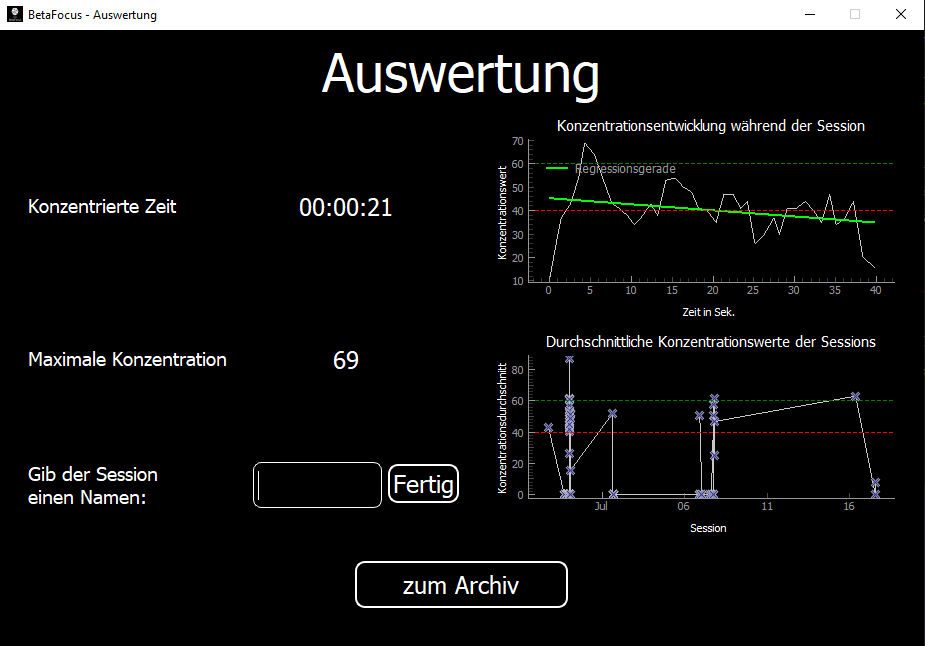 BetaFocus - Auswertung
Auswertung
Konzentrierte Zeit
00:00:21
Maximale Konzentration
69
Gib der Session
einen Namen:
Fertig
zum Archiv
Konzentrationsentwicklung während der Session
Konzentrationswert
70
60
50
40
30
20
10
Regressionsgerade
0 5 10 15 20 25 30 35 40
Zeit in Sek.
Durchschnittliche Konzentrationswerte der Sessions
Konzentrationsdurchschnitt
80
60
40
20
0
Jul 06 11 16
Session